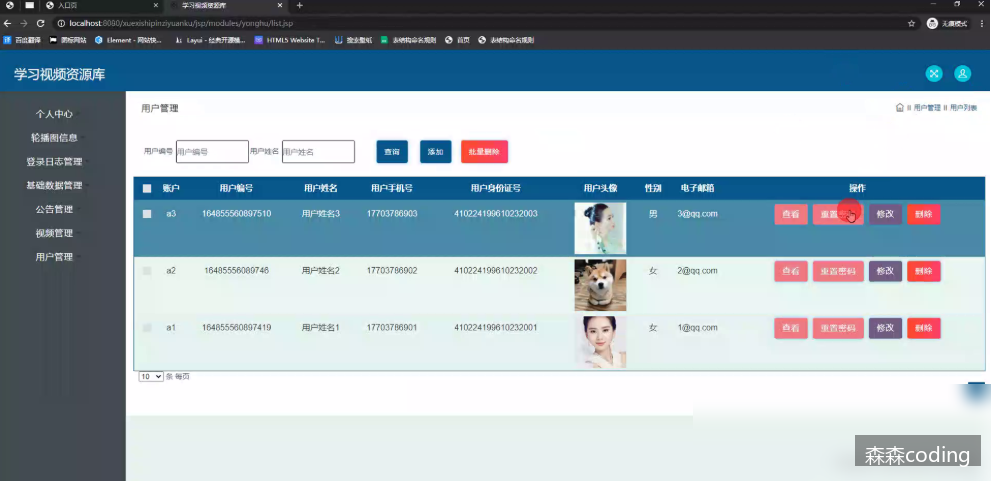 入口页
学习视频资源库
localhost:8080/xuexishipinziyuanku/jsp/modules/yonghu/list.jsp
无痕模式
百度翻译 图标网站 Element - 网站快... Layui - 经典开源模... HTML5 Website T... 搜主壁纸 表结构命名规则 首页 表结构命名规则
学习视频资源库
个人中心
轮播图信息
登录日志管理
基础数据管理
公告管理
视频管理
用户管理
用户管理
用户管理 用户列表
用户编号 用户编号 用户姓名 用户姓名 查询 添加 批量删除
账户 用户编号 用户姓名 用户手机号 用户身份证号 用户头像 性别 电子邮箱 操作
a3 164855560897510 用户姓名3 17703786903 410224199610232003 男 3@qq.com 查看 重置密码 修改 删除
a2 16485556089746 用户姓名2 17703786902 410224199610232002 女 2@qq.com 查看 重置密码 修改 删除
a1 164855560897419 用户姓名1 17703786901 410224199610232001 女 1@qq.com 查看 重置密码 修改 删除
10 条 每页
森森coding